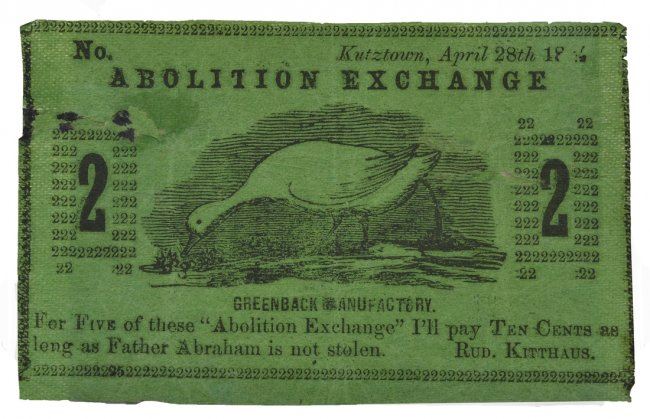 No. Kutztown, April 28th 18
ABOLITION EXCHANGE
2 2
GREENBACK MANUFACTORY.
For FIVE of these "Abolition Exchange" I'll pay TEN CENTS as
long as Father Abraham is not stolen. RUD. KITTHAUS.